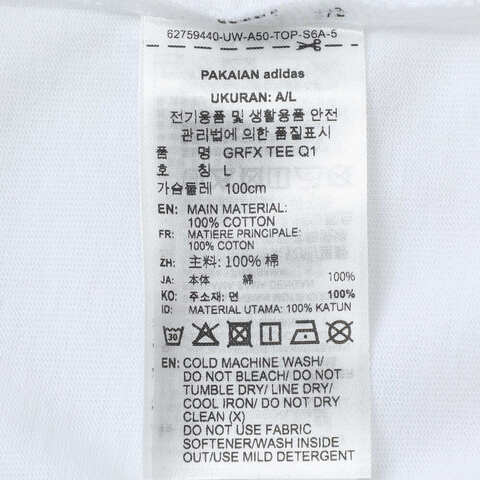 62759440-UW-A50-TOP-S6A-5
PAKAIAN adidas
UKURAN: A/L
전기용품 및 생활용품 안전
관리법에 의한 품질표시
품 명 GRFX TEE Q1
호 칭 L
가슴둘레 100cm
EN: MAIN MATERIAL:
100% COTTON
FR: MATIERE PRINCIPALE:
100% COTON
ZH: 主料: 100% 棉
JA: 本体 綿 100%
KO: 주소재: 면 100%
ID: MATERIAL UTAMA: 100% KATUN
30
EN: COLD MACHINE WASH/
DO NOT BLEACH/ DO NOT
TUMBLE DRY/ LINE DRY/
COOL IRON/ DO NOT DRY
CLEAN (X)
DO NOT USE FABRIC
SOFTENER/WASH INSIDE
OUT/USE MILD DETERGENT